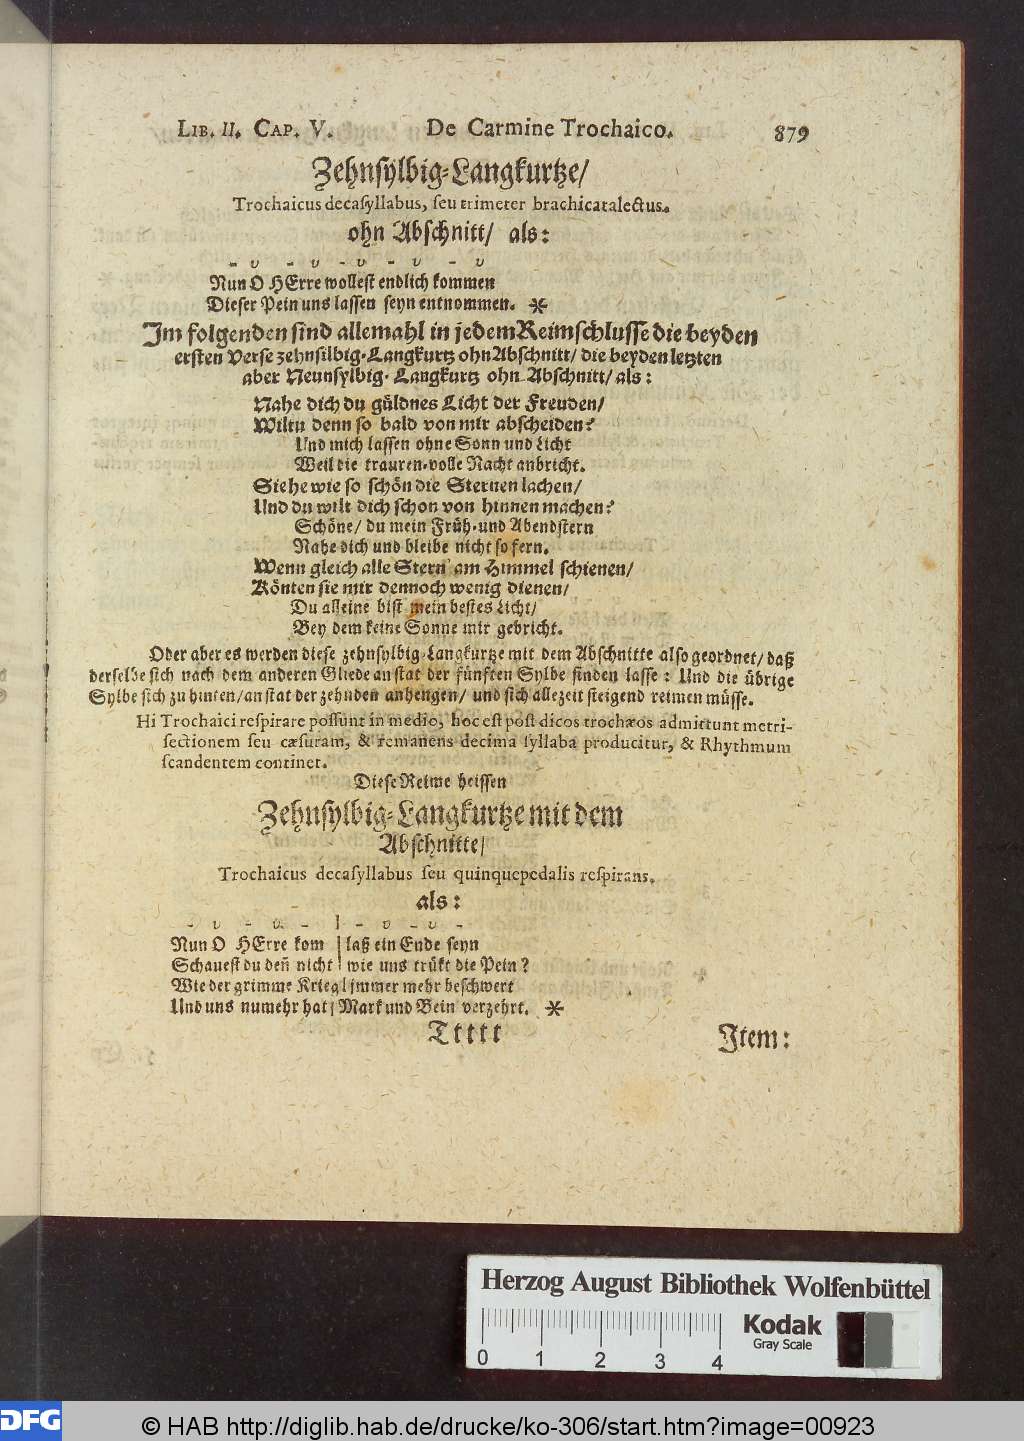 LIB. II. CAP. V. De Carmine Trochaico. 879
Zehnsylbig-Langkurtze/
Trochaicus decasyllabus, seu trimeter brachicatalectus.
ohn Abschnitt/ als:
- υ - υ - υ - υ - υ
Nun O HErre wollest endlich kommen
Dieser Pein uns lassen seyn entnommen. *
Im folgenden sind allemahl in jedem Reimschlusse die beyden
ersten Verse zehnsilbig-Langkurtz ohn Abschnitt/ die beyden letzten
aber Neunsylbig-Langkurtz ohn Abschnitt/ als:
Nahe dich du güldnes Licht der Freuden/
Wiltu denn so bald von mir abscheiden?
Und mich lassen ohne Sonn und Licht
Weil die trauren-volle Nacht anbricht.
Siehe wie so schön die Sternen lachen/
Und du wilt dich schon von hinnen machen?
Schöne/ du mein Früh-und Abendstern
Nahe dich und bleibe nicht so fern.
Wenn gleich alle Stern' am Himmel schienen/
Könten sie mir dennoch wenig dienen/
Du alleine bist mein bestes Licht/
Bey dem keine Sonne mir gebricht.
Oder aber es werden diese zehnsylbig-Langkurtze mit dem Abschnitte also geordnet/ daß
derselbe sich nach dem anderen Gliede an stat der fünften Sylbe finden lasse: Und die übrige
Sylbe sich zu hinten/ an stat der zehnden anhengen/ und sich allezeit steigend reimen müsse.
Hi Trochaici respirare possunt in medio, hoc est post dicos trochæos admittunt metri-
sectionem seu cæsuram, & remanens decima syllaba producitur, & Rhythmum
scandentem continet.
Diese Reime heissen
Zehnsylbig-Langkurtze mit dem
Abschnitte/
Trochaicus decasyllabus seu quinquepedalis respirans.
als:
- υ - υ - | - υ - υ -
Nun O HErre kom | laß ein Ende seyn
Schauest du deñ nicht | wie uns trükt die Pein?
Wie der grimme Krieg | immer mehr beschwert
Und uns numehr hat | Mark und Bein verzehrt. *
Ttttt Item:
Herzog August Bibliothek Wolfenbüttel
0 1 2 3 4
Kodak
Gray Scale
DFG
© HAB http://diglib.hab.de/drucke/ko-306/start.htm?image=00923